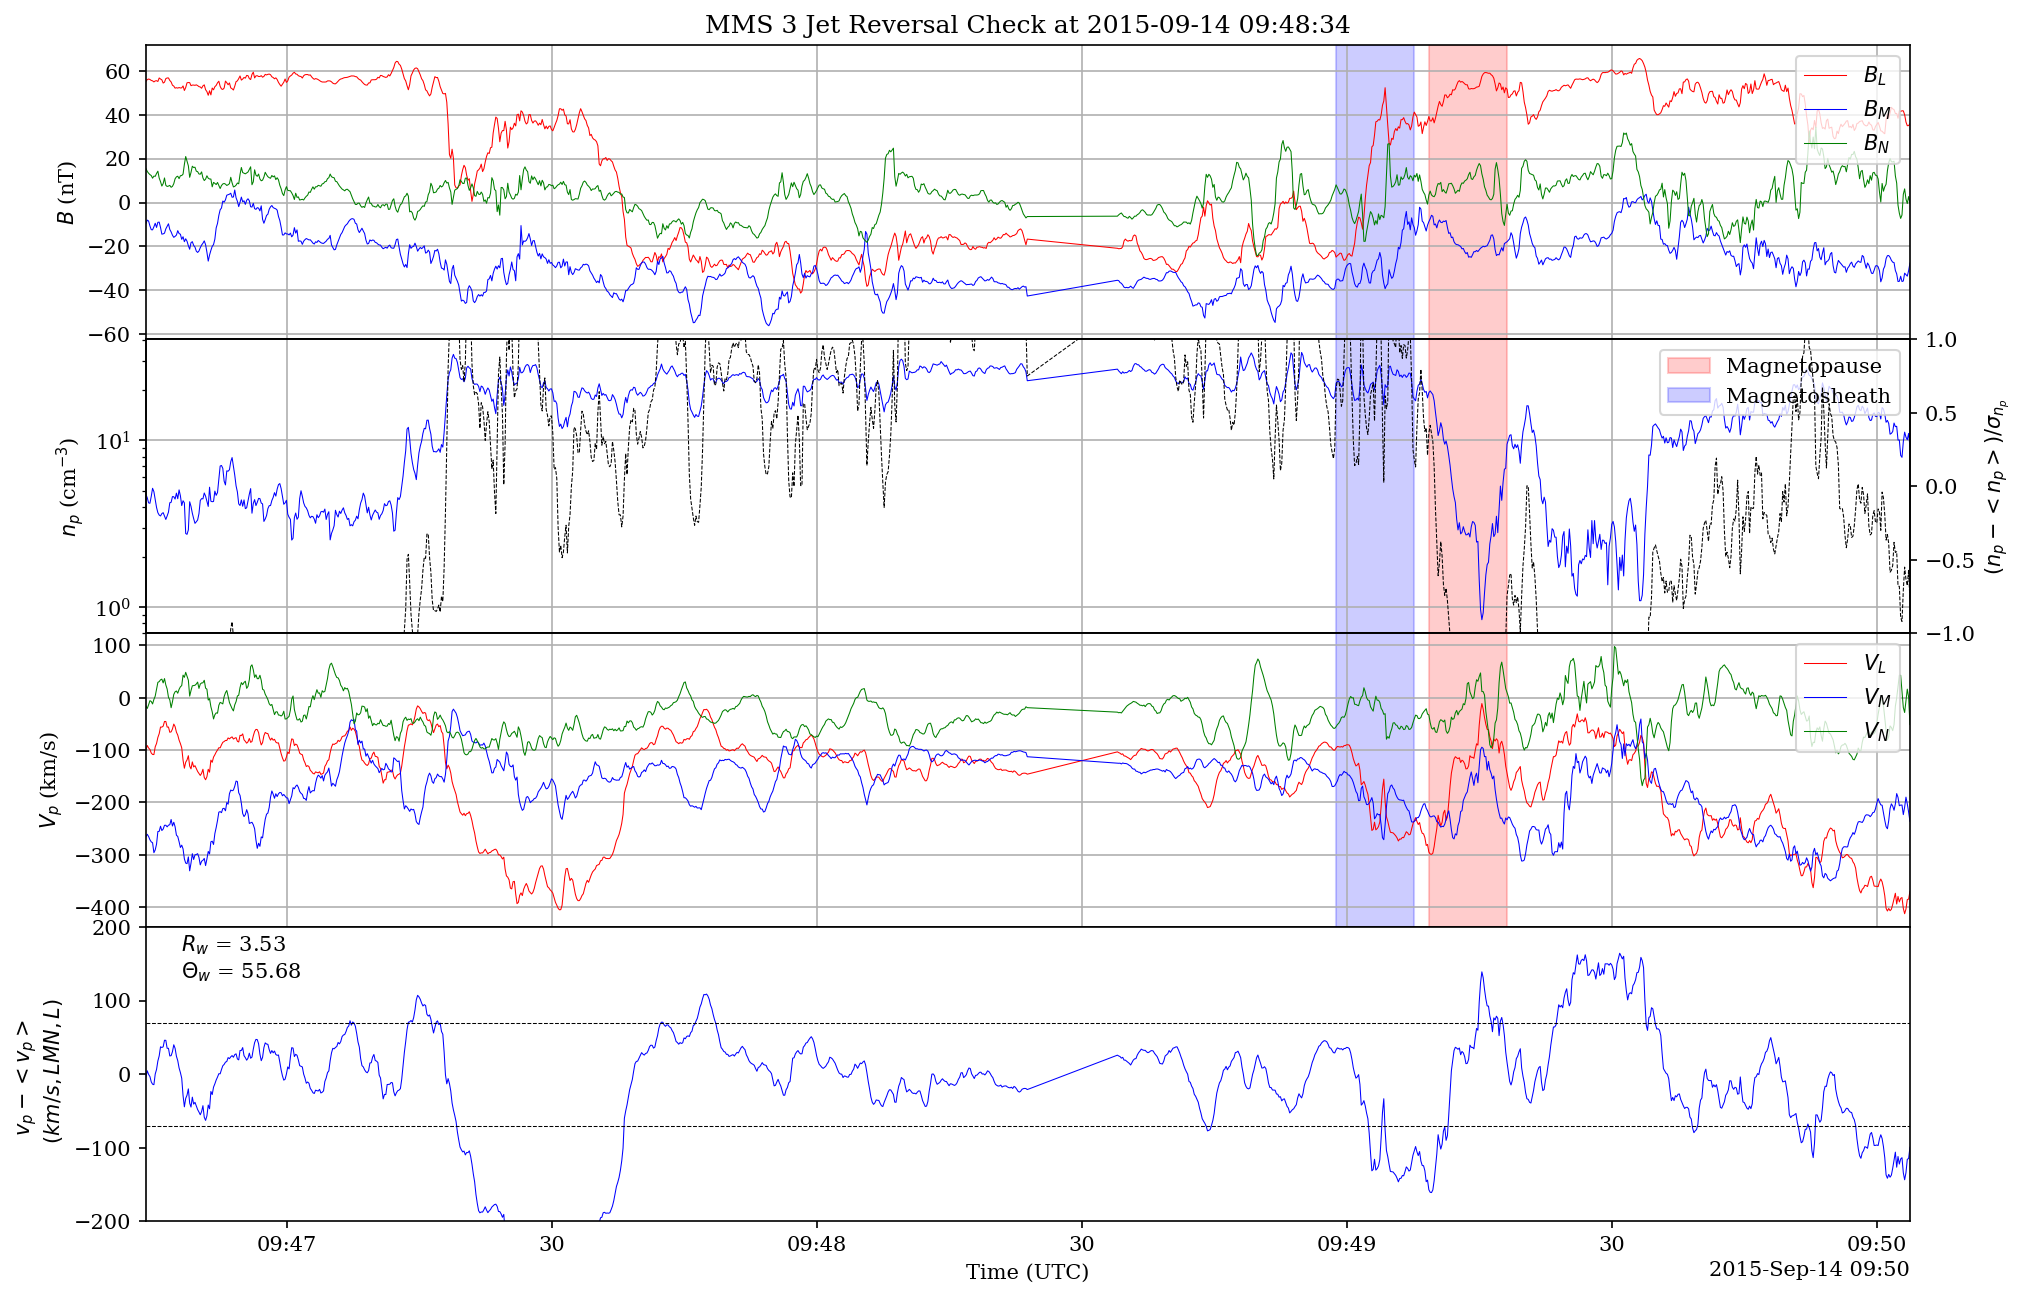 MMS 3 Jet Reversal Check at 2015-09-14 09:48:34
60
40
20
0
−20
−40
−60
B (nT)
B_L
B_M
B_N
10^1
10^0
n_p (cm^−3)
Magnetopause
Magnetosheath
1.0
0.5
0.0
−0.5
−1.0
(n_p − < n_p >)/σ_{n_p}
100
0
−100
−200
−300
−400
V_p (km/s)
V_L
V_M
V_N
200
100
0
−100
−200
v_p − < v_p >
(km/s, LMN, L)
R_w = 3.53
Θ_w = 55.68
09:47
30
09:48
30
09:49
30
09:50
Time (UTC)
2015-Sep-14 09:50